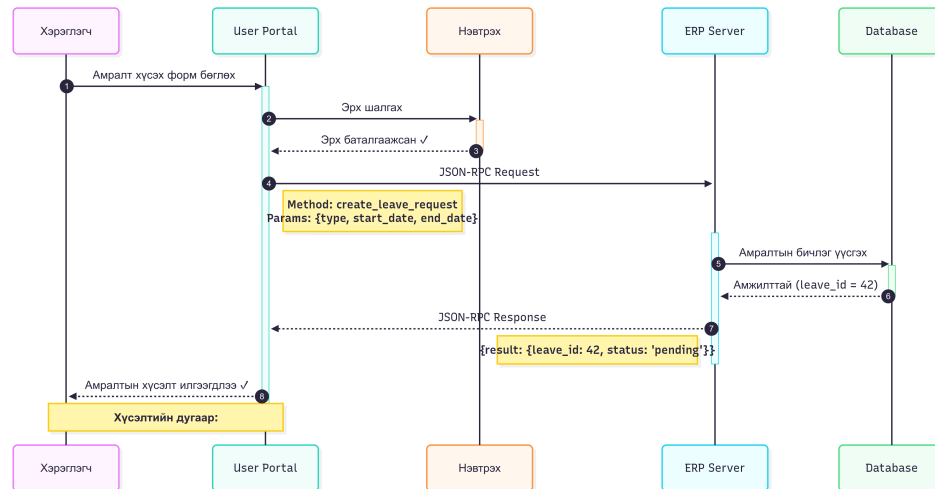 Хэрэглэгч
User Portal
Нэвтрэх
ERP Server
Database
1
Амралт хүсэх форм бөглөх
2
Эрх шалгах
Эрх баталгаажсан ✓
3
JSON-RPC Request
4
Method: create_leave_request
Params: {type, start_date, end_date}
5
Амралтын бичлэг үүсгэх
Амжилттай (leave_id = 42)
6
JSON-RPC Response
7
{result: {leave_id: 42, status: 'pending'}}
Амралтын хүсэлт илгээгдлээ ✓
8
Хүсэлтийн дугаар:
Хэрэглэгч
User Portal
Нэвтрэх
ERP Server
Database